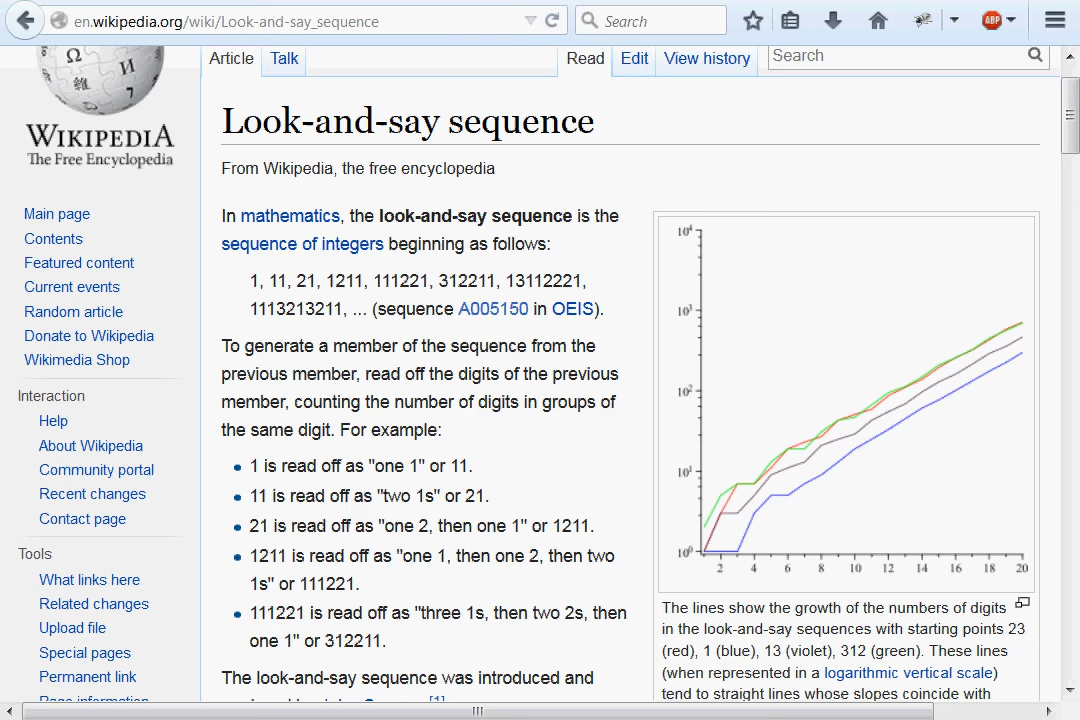 en.wikipedia.org/wiki/Look-and-say_sequence
Search
ABP
Article
Talk
Read
Edit
View history
Search
Ω
И
7
WIKIPEDIA
The Free Encyclopedia
Main page
Contents
Featured content
Current events
Random article
Donate to Wikipedia
Wikimedia Shop
Interaction
Help
About Wikipedia
Community portal
Recent changes
Contact page
Tools
What links here
Related changes
Upload file
Special pages
Permanent link
Page information
Look-and-say sequence
From Wikipedia, the free encyclopedia
In mathematics, the look-and-say sequence is the
sequence of integers beginning as follows:
1, 11, 21, 1211, 111221, 312211, 13112221,
1113213211, ... (sequence A005150 in OEIS).
To generate a member of the sequence from the
previous member, read off the digits of the previous
member, counting the number of digits in groups of
the same digit. For example:
1 is read off as "one 1" or 11.
11 is read off as "two 1s" or 21.
21 is read off as "one 2, then one 1" or 1211.
1211 is read off as "one 1, then one 2, then two
1s" or 111221.
111221 is read off as "three 1s, then two 2s, then
one 1" or 312211.
The look-and-say sequence was introduced and
[1]
10⁴
10³
10²
10¹
10⁰
2 4 6 8 10 12 14 16 18 20
The lines show the growth of the numbers of digits
in the look-and-say sequences with starting points 23
(red), 1 (blue), 13 (violet), 312 (green). These lines
(when represented in a logarithmic vertical scale)
tend to straight lines whose slopes coincide with